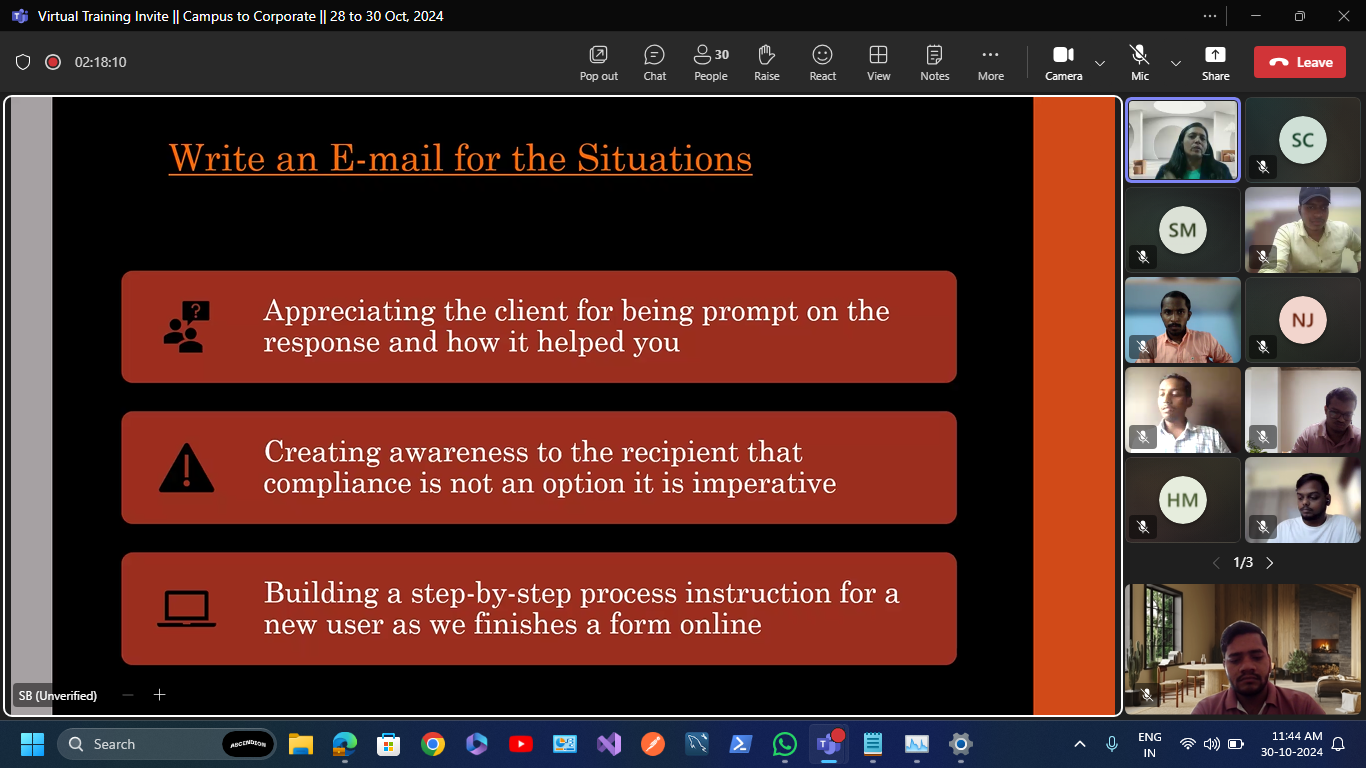 Virtual Training Invite || Campus to Corporate || 28 to 30 Oct, 2024
02:18:10
Pop out
Chat
30
People
Raise
React
View
Notes
More
Camera
Mic
Share
Leave
Write an E-mail for the Situations
?
Appreciating the client for being prompt on the
response and how it helped you
Creating awareness to the recipient that
compliance is not an option it is imperative
Building a step-by-step process instruction for a
new user as we finishes a form online
SB (Unverified)
SC
SM
NJ
HM
1/3
Search
ASCENDION
ENG
IN
11:44 AM
30-10-2024